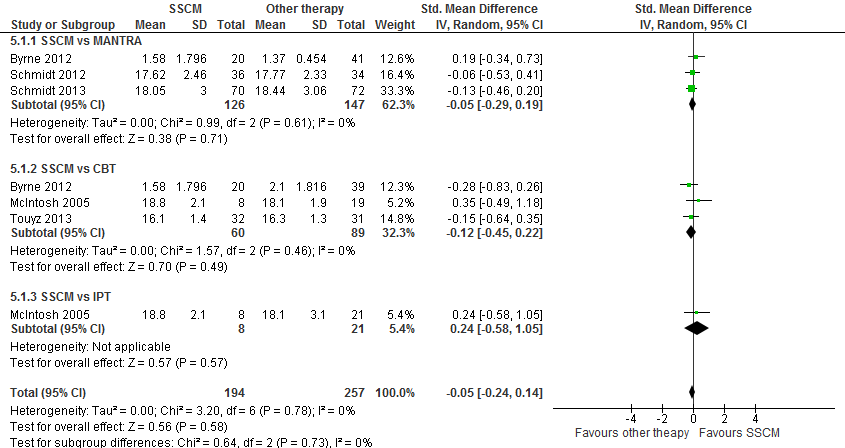 SSCM Other therapy Std. Mean Difference Std. Mean Difference
Study or Subgroup Mean SD Total Mean SD Total Weight IV, Random, 95% CI IV, Random, 95% CI
5.1.1 SSCM vs MANTRA
Byrne 2012 1.58 1.796 20 1.37 0.454 41 12.6% 0.19 [-0.34, 0.73]
Schmidt 2012 17.62 2.46 36 17.77 2.33 34 16.4% -0.06 [-0.53, 0.41]
Schmidt 2013 18.05 3 70 18.44 3.06 72 33.3% -0.13 [-0.46, 0.20]
Subtotal (95% CI) 126 147 62.3% -0.05 [-0.29, 0.19]
Heterogeneity: Tau² = 0.00; Chi² = 0.99, df = 2 (P = 0.61); I² = 0%
Test for overall effect: Z = 0.38 (P = 0.71)
5.1.2 SSCM vs CBT
Byrne 2012 1.58 1.796 20 2.1 1.816 39 12.3% -0.28 [-0.83, 0.26]
McIntosh 2005 18.8 2.1 8 18.1 1.9 19 5.2% 0.35 [-0.49, 1.18]
Touyz 2013 16.1 1.4 32 16.3 1.3 31 14.8% -0.15 [-0.64, 0.35]
Subtotal (95% CI) 60 89 32.3% -0.12 [-0.45, 0.22]
Heterogeneity: Tau² = 0.00; Chi² = 1.57, df = 2 (P = 0.46); I² = 0%
Test for overall effect: Z = 0.70 (P = 0.49)
5.1.3 SSCM vs IPT
McIntosh 2005 18.8 2.1 8 18.1 3.1 21 5.4% 0.24 [-0.58, 1.05]
Subtotal (95% CI) 8 21 5.4% 0.24 [-0.58, 1.05]
Heterogeneity: Not applicable
Test for overall effect: Z = 0.57 (P = 0.57)
Total (95% CI) 194 257 100.0% -0.05 [-0.24, 0.14]
Heterogeneity: Tau² = 0.00; Chi² = 3.20, df = 6 (P = 0.78); I² = 0%
Test for overall effect: Z = 0.56 (P = 0.58)
Test for subgroup differences: Chi² = 0.64, df = 2 (P = 0.73), I² = 0%
-4 -2 0 2 4
Favours other theapy Favours SSCM